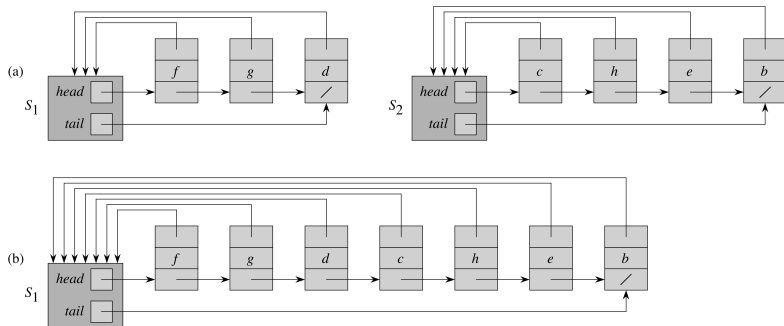 f g d c h e b
(a)
head head
S1 S2
tail tail
f g d c h e b
(b)
head
S1
tail